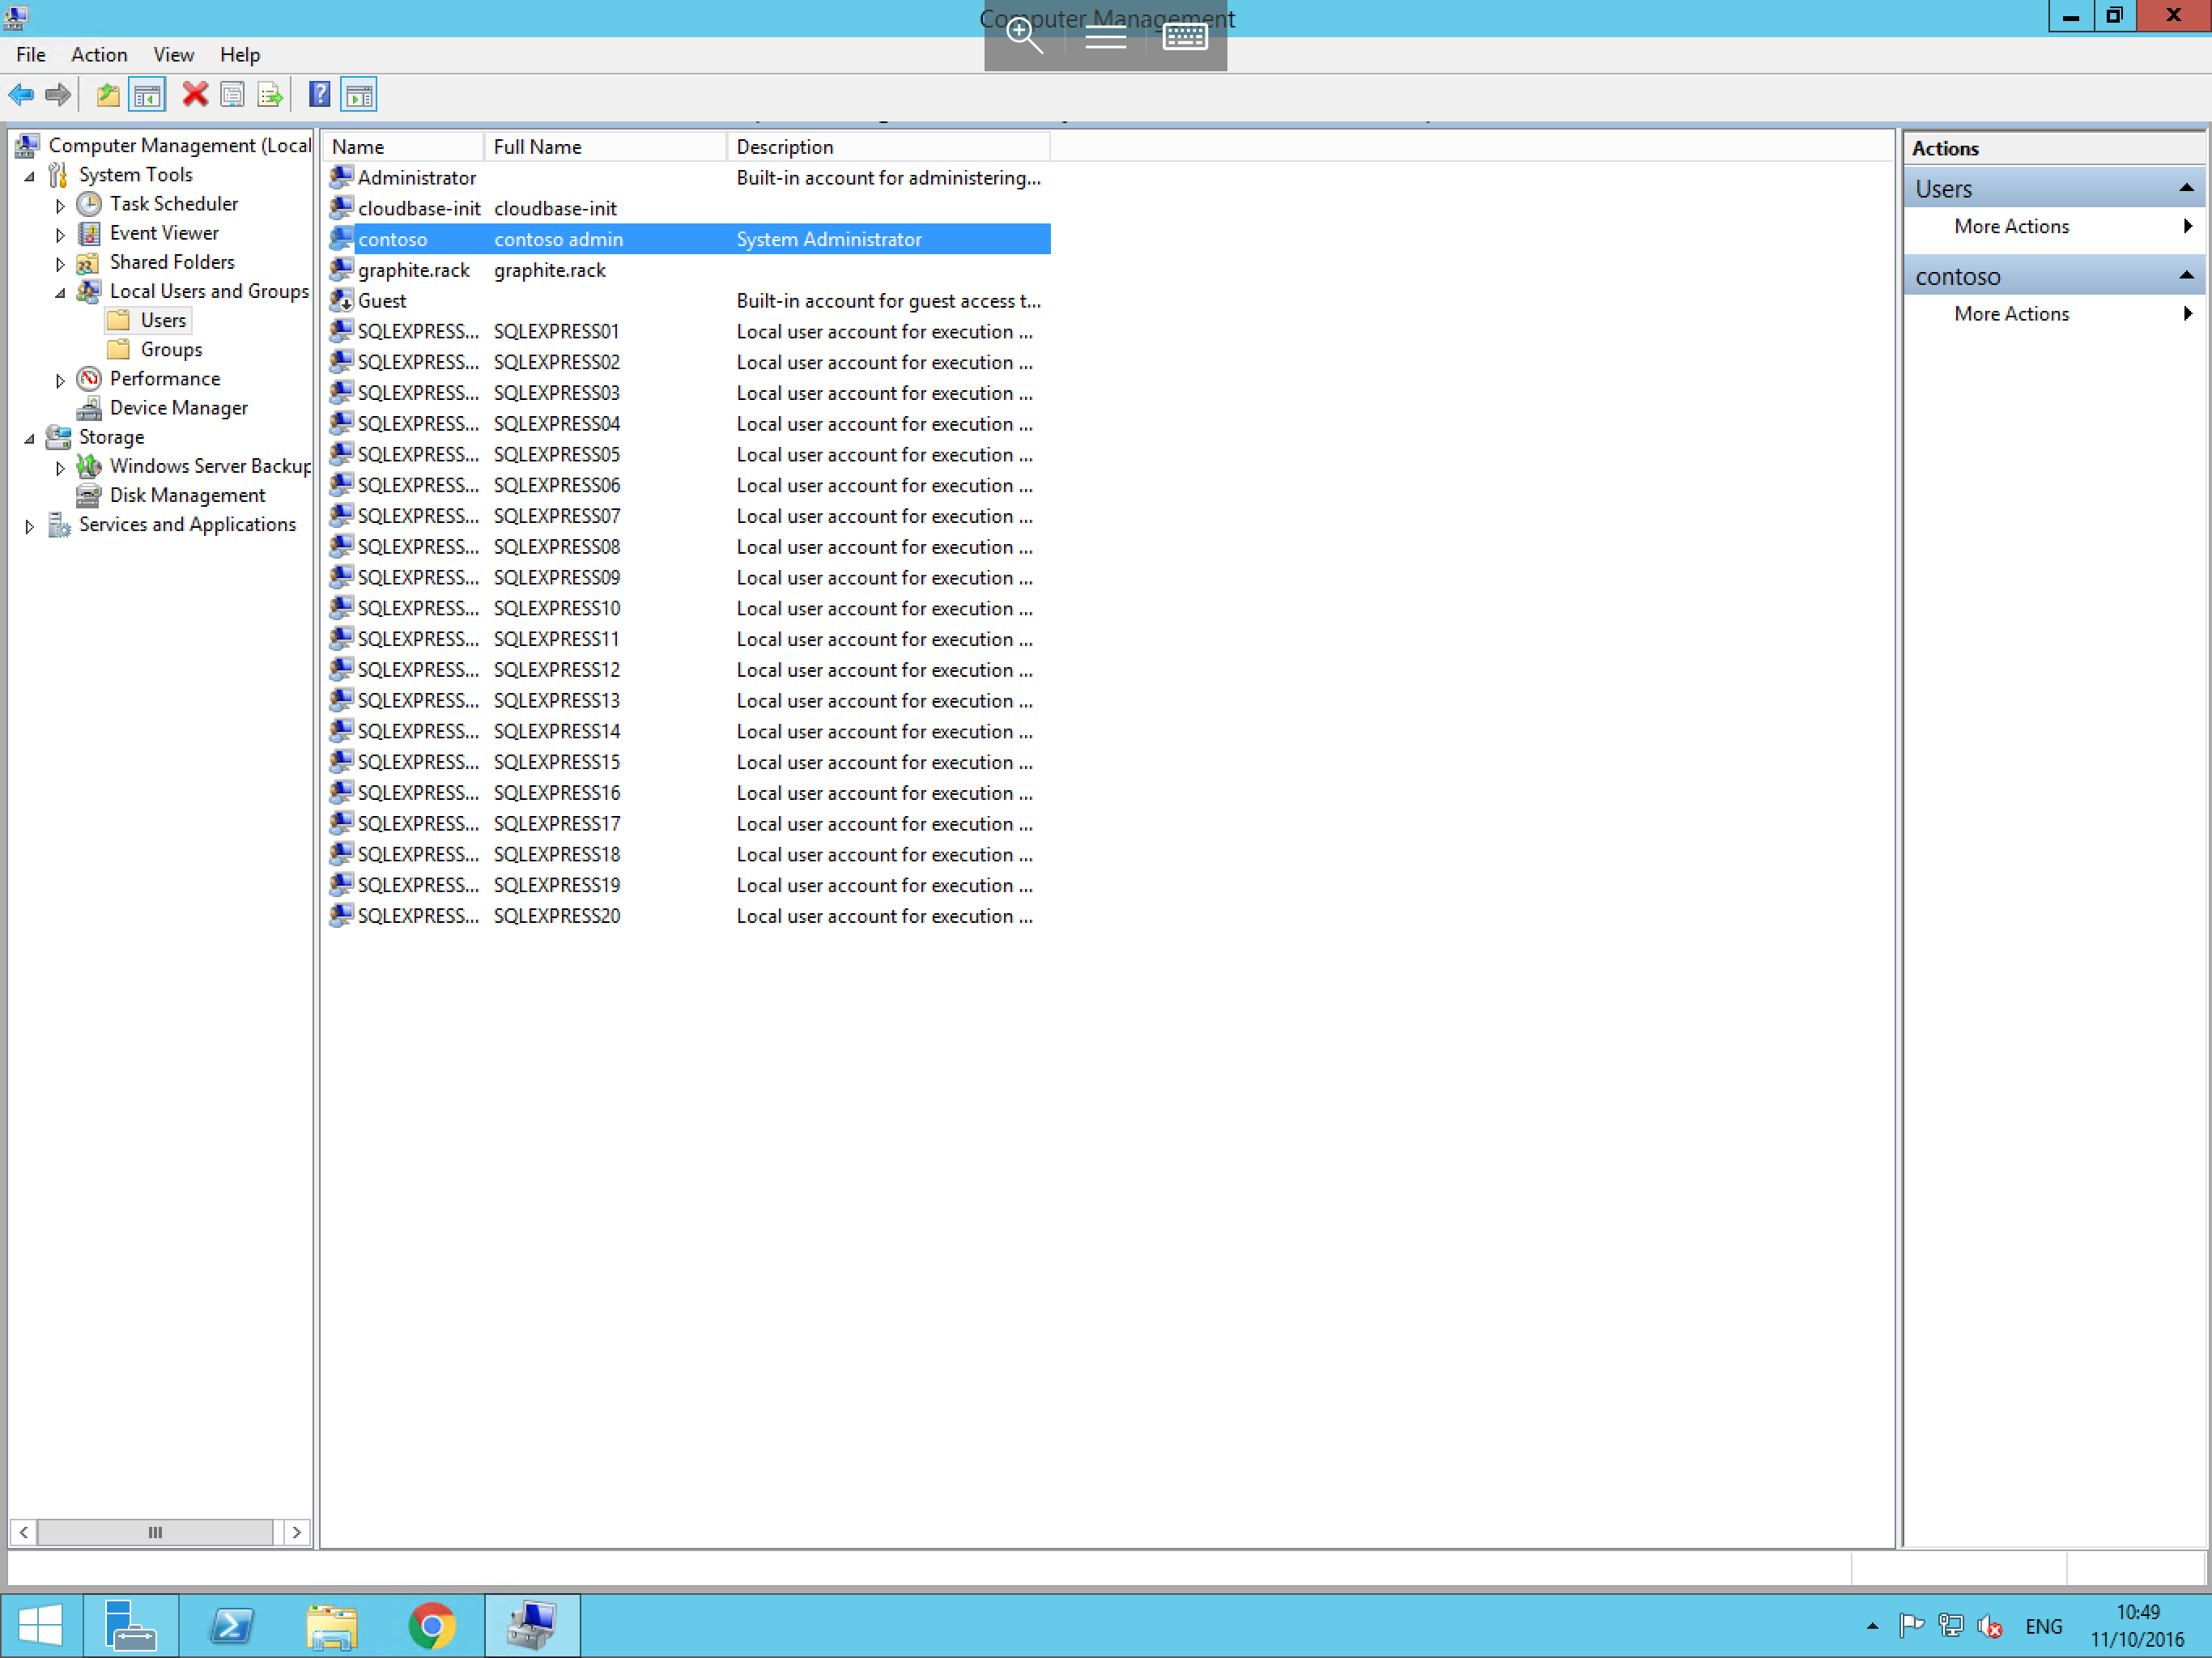 Computer Management
File Action View Help
Computer Management (Local
System Tools
Task Scheduler
Event Viewer
Shared Folders
Local Users and Groups
Users
Groups
Performance
Device Manager
Storage
Windows Server Backup
Disk Management
Services and Applications
Name Full Name Description
Administrator Built-in account for administering...
cloudbase-init cloudbase-init
contoso contoso admin System Administrator
graphite.rack graphite.rack
Guest Built-in account for guest access t...
SQLEXPRESS... SQLEXPRESS01 Local user account for execution ...
SQLEXPRESS... SQLEXPRESS02 Local user account for execution ...
SQLEXPRESS... SQLEXPRESS03 Local user account for execution ...
SQLEXPRESS... SQLEXPRESS04 Local user account for execution ...
SQLEXPRESS... SQLEXPRESS05 Local user account for execution ...
SQLEXPRESS... SQLEXPRESS06 Local user account for execution ...
SQLEXPRESS... SQLEXPRESS07 Local user account for execution ...
SQLEXPRESS... SQLEXPRESS08 Local user account for execution ...
SQLEXPRESS... SQLEXPRESS09 Local user account for execution ...
SQLEXPRESS... SQLEXPRESS10 Local user account for execution ...
SQLEXPRESS... SQLEXPRESS11 Local user account for execution ...
SQLEXPRESS... SQLEXPRESS12 Local user account for execution ...
SQLEXPRESS... SQLEXPRESS13 Local user account for execution ...
SQLEXPRESS... SQLEXPRESS14 Local user account for execution ...
SQLEXPRESS... SQLEXPRESS15 Local user account for execution ...
SQLEXPRESS... SQLEXPRESS16 Local user account for execution ...
SQLEXPRESS... SQLEXPRESS17 Local user account for execution ...
SQLEXPRESS... SQLEXPRESS18 Local user account for execution ...
SQLEXPRESS... SQLEXPRESS19 Local user account for execution ...
SQLEXPRESS... SQLEXPRESS20 Local user account for execution ...
Actions
Users
More Actions
contoso
More Actions
ENG
10:49
11/10/2016